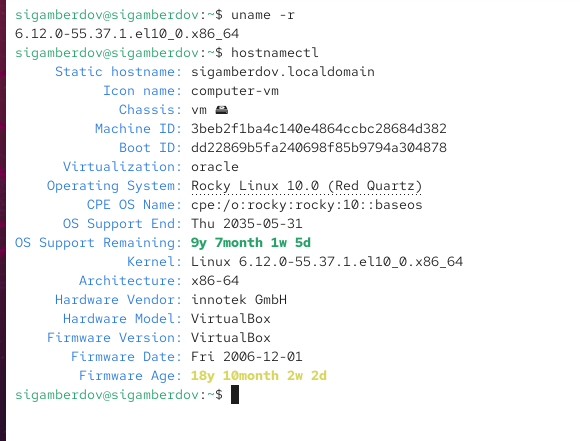 sigamberdov@sigamberdov:~$ uname -r
6.12.0-55.37.1.el10_0.x86_64
sigamberdov@sigamberdov:~$ hostnamectl
Static hostname: sigamberdov.localdomain
Icon name: computer-vm
Chassis: vm 🖴
Machine ID: 3beb2f1ba4c140e4864ccbc28684d382
Boot ID: dd22869b5fa240698f85b9794a304878
Virtualization: oracle
Operating System: Rocky Linux 10.0 (Red Quartz)
CPE OS Name: cpe:/o:rocky:rocky:10::baseos
OS Support End: Thu 2035-05-31
OS Support Remaining: 9y 7month 1w 5d
Kernel: Linux 6.12.0-55.37.1.el10_0.x86_64
Architecture: x86-64
Hardware Vendor: innotek GmbH
Hardware Model: VirtualBox
Firmware Version: VirtualBox
Firmware Date: Fri 2006-12-01
Firmware Age: 18y 10month 2w 2d
sigamberdov@sigamberdov:~$